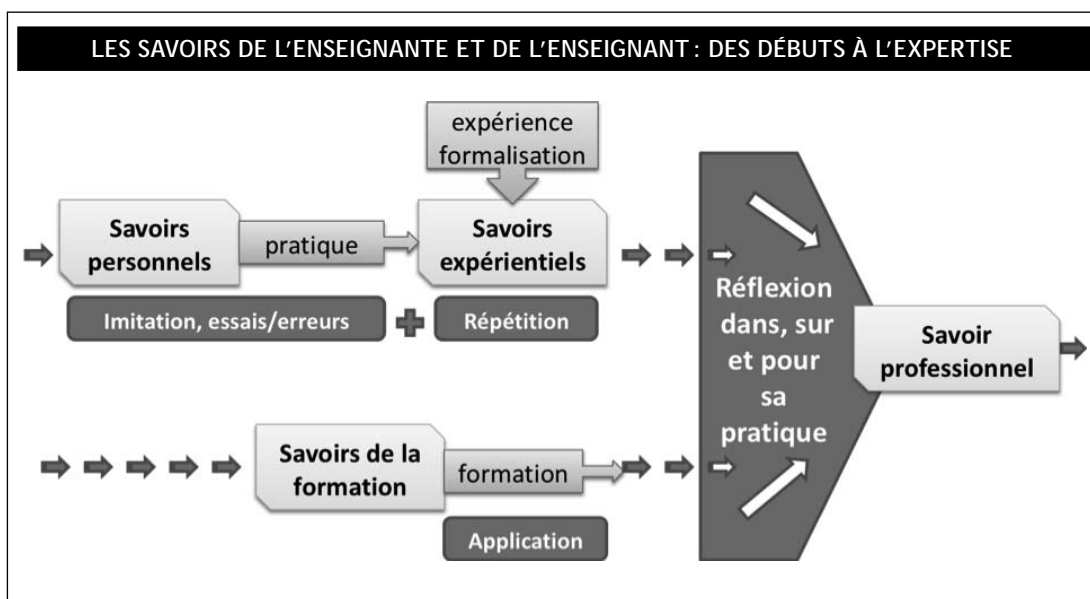 LES SAVOIRS DE L'ENSEIGNANTE ET DE L'ENSEIGNANT : DES DÉBUTS À L'EXPERTISE
expérience
formalisation
Savoirs
personnels
pratique
Savoirs
expérientiels
Imitation, essais/erreurs
Répétition
Savoirs de la
formation
formation
Application
Réflexion
dans, sur
et pour
sa
pratique
Savoir
professionnel